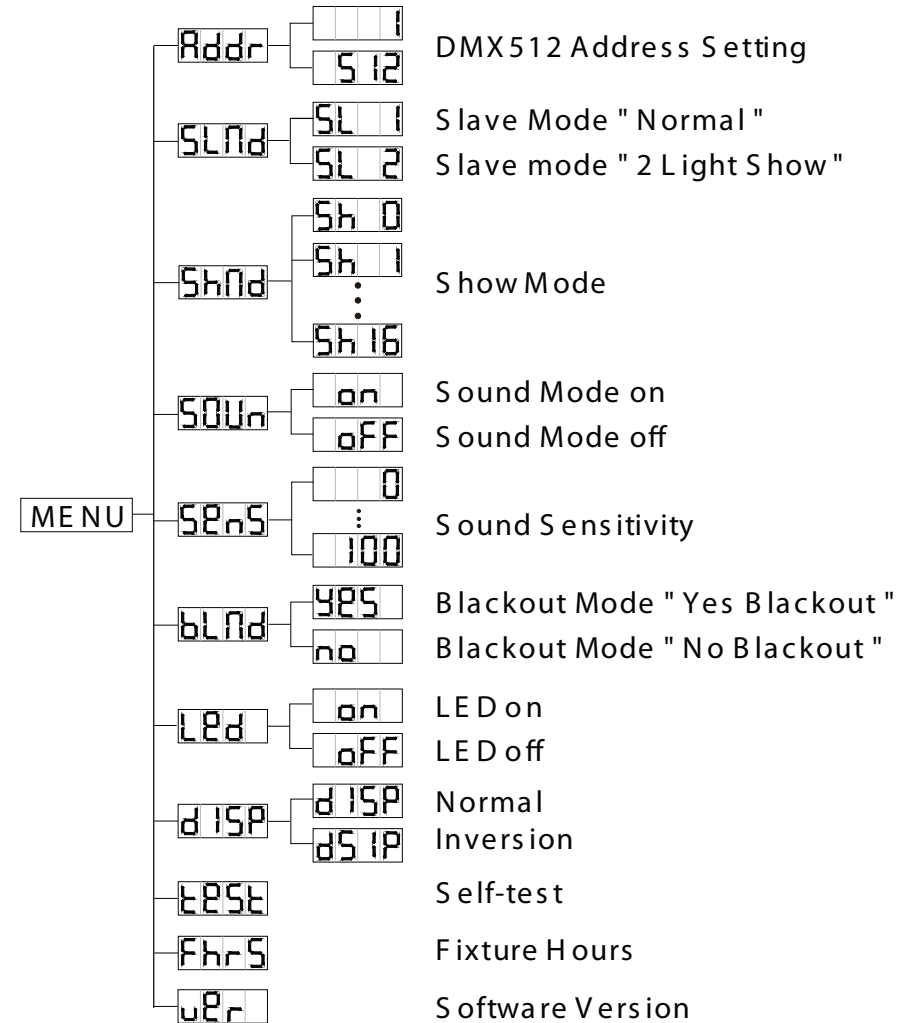 1
Addr
DMX512 Address Setting
512
SL 1
Slave Mode "Normal"
SLMd
SL 2
Slave mode "2 Light Show"
Sh 0
Sh 1
ShMd
Show Mode
Sh16
on
Sound Mode on
SOUn
oFF
Sound Mode off
0
MENU
SenS
Sound Sensitivity
100
yes
Blackout Mode "Yes Blackout"
bLMd
no
Blackout Mode "No Blackout"
on
LED on
Led
oFF
LED off
dISP
Normal
dISP
dSIP
Inversion
teSt
Self-test
FhrS
Fixture Hours
ver
Software Version